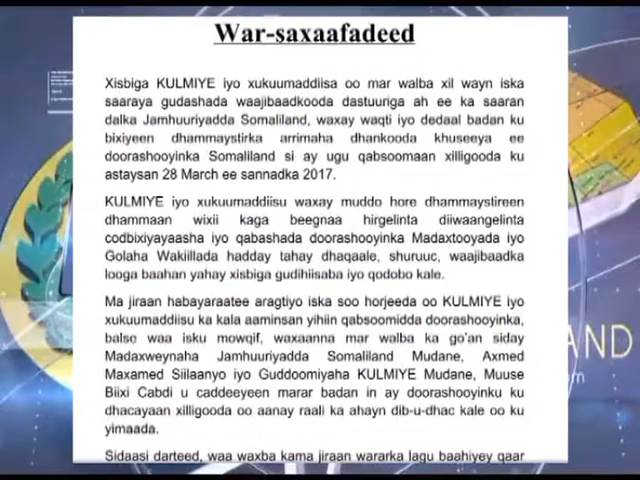 War-saxaafadeed
Xisbiga KULMIYE iyo xukuumaddiisa oo mar walba xil wayn iska
saaraya gudashada waajibaadkooda dastuuriga ah ee ka saaran
dalka Jamhuuriyadda Somaliland, waxay waqti iyo dedaal badan ku
bixiyeen dhammaystirka arrimaha dhankooda khuseeya ee
doorashooyinka Somaliland si ay ugu qabsoomaan xilligooda ku
astaysan 28 March ee sannadka 2017.
KULMIYE iyo xukuumaddiisu waxay muddo hore dhammaystireen
dhammaan wixii kaga beegnaa hirgelinta diiwaangelinta
codbixiyayaasha iyo qabashada doorashooyinka Madaxtooyada iyo
Golaha Wakiillada hadday tahay dhaqaale, shuruuc, waajibaadka
looga baahan yahay xisbiga gudihiisaba iyo qodobo kale.
Ma jiraan habayaraatee aragtiyo iska soo horjeeda oo KULMIYE iyo
xukuumaddiisu ka kala aaminsan yihiin qabsoomidda doorashooyinka,
balse waa isku mowqif, waxaanna mar walba ka go'an siday
Madaxweynaha Jamhuuriyadda Somaliland Mudane, Axmed
Maxamed Siilaanyo iyo Guddoomiyaha KULMIYE Mudane, Muuse
Biixi Cabdi u caddeeyeen marar badan in ay doorashooyinku ku
dhacayaan xilligooda oo aanay raali ka ahayn dib-u-dhac kale oo ku
yimaada.
Sidaasi darteed, waa waxba kama jiraan wararka lagu baahiyey qaar
AND